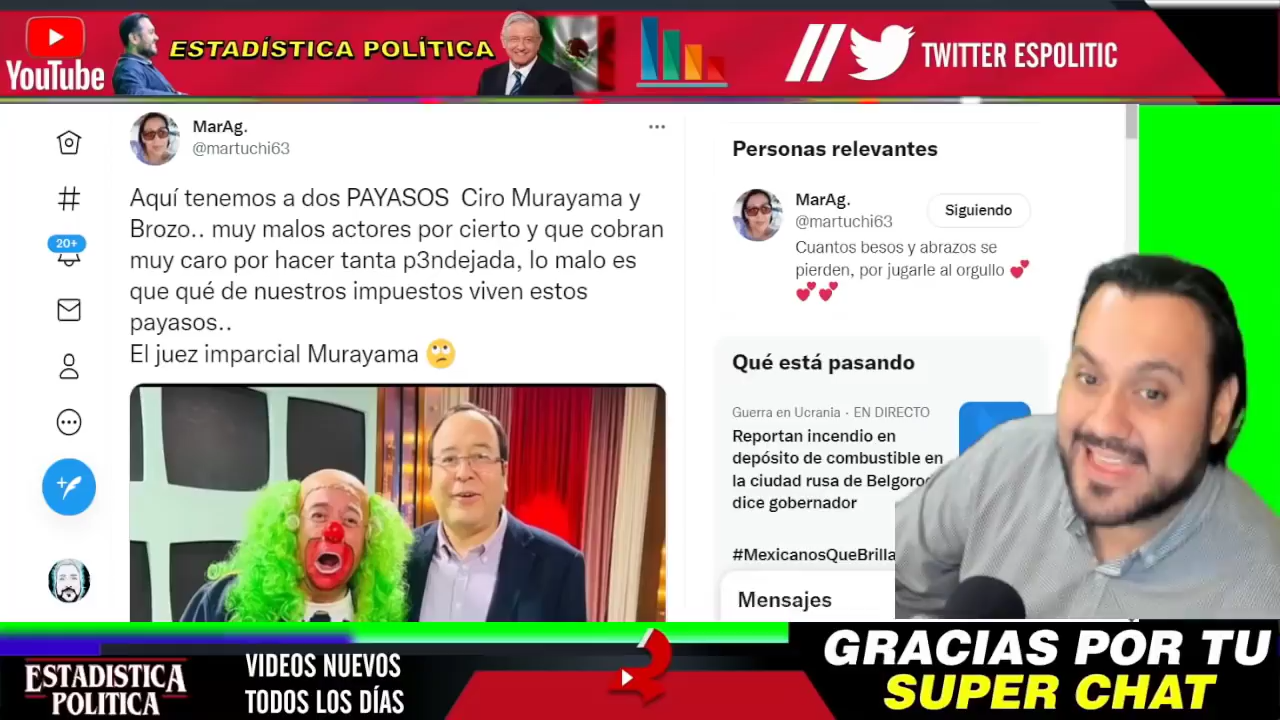 YouTube
ESTADÍSTICA POLÍTICA
TWITTER ESPOLITIC
MarAg.
@martuchi63
Aquí tenemos a dos PAYASOS Ciro Murayama y
Brozo.. muy malos actores por cierto y que cobran
muy caro por hacer tanta p3ndejada, lo malo es
que qué de nuestros impuestos viven estos
payasos..
El juez imparcial Murayama 🙄
20+
Personas relevantes
MarAg.
@martuchi63
Siguiendo
Cuantos besos y abrazos se
pierden, por jugarle al orgullo 💕
💕💕
Qué está pasando
Guerra en Ucrania · EN DIRECTO
Reportan incendio en
depósito de combustible en
la ciudad rusa de
dice gobernador
Mensajes
ESTADISTICA
POLÍTICA
VIDEOS NUEVOS
TODOS LOS DÍAS
GRACIAS POR TU
SUPER CHAT